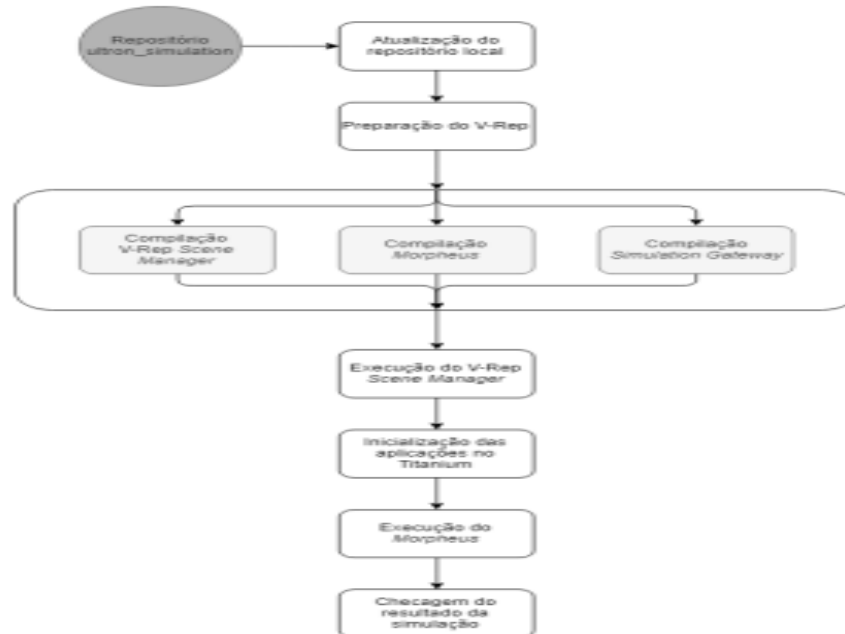 Repositório
ultron_simulation
Atualização do
repositório local
Preparação do V-Rep
Compilação
V-Rep Scene
Manager
Compilação
Morpheus
Compilação
Simulation Gateway
Execução do V-Rep
Scene Manager
Inicialização das
aplicações no
Titanium
Execução do
Morpheus
Checagem do
resultado da
simulação